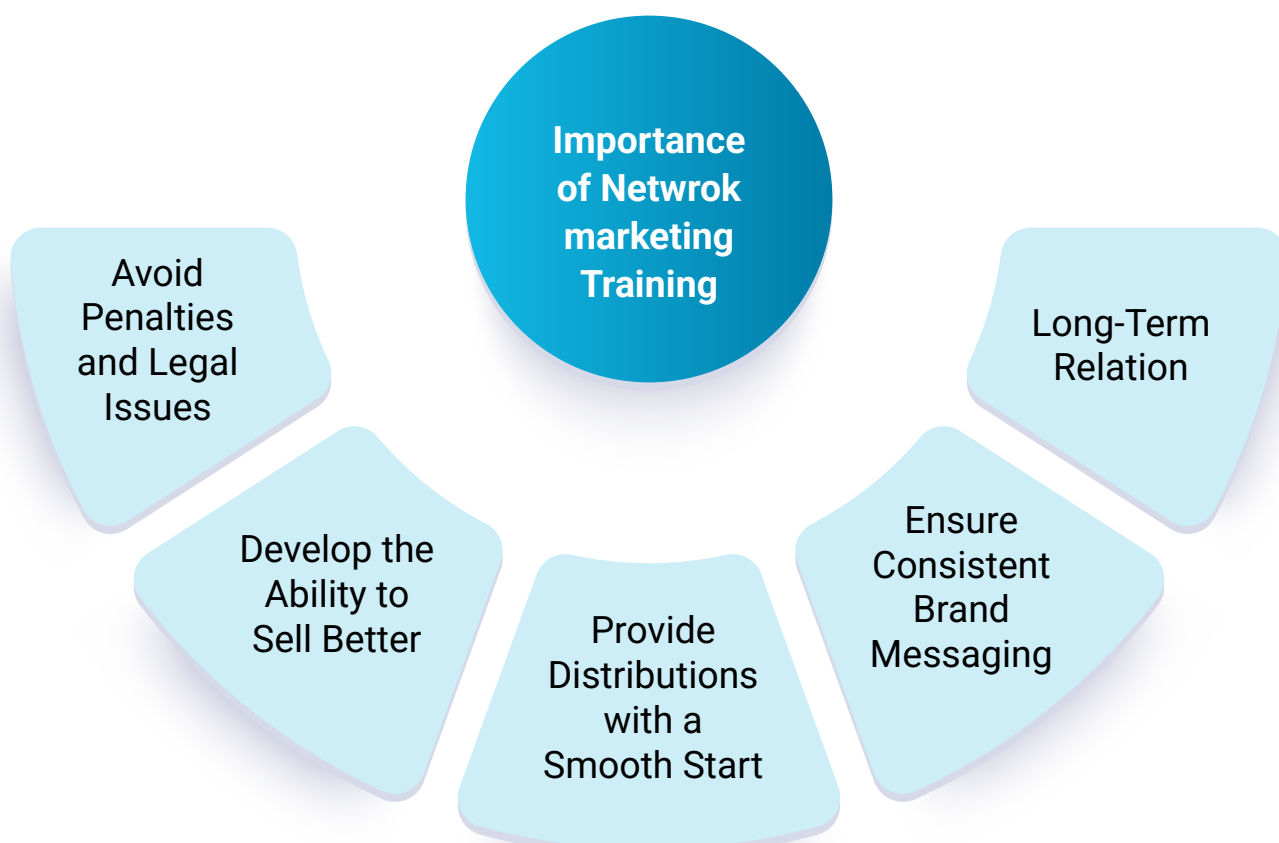 Importance
of Netwrok
marketing
Training
Avoid
Penalties
and Legal
Issues
Develop the
Ability to
Sell Better
Provide
Distributions
with a
Smooth Start
Ensure
Consistent
Brand
Messaging
Long-Term
Relation